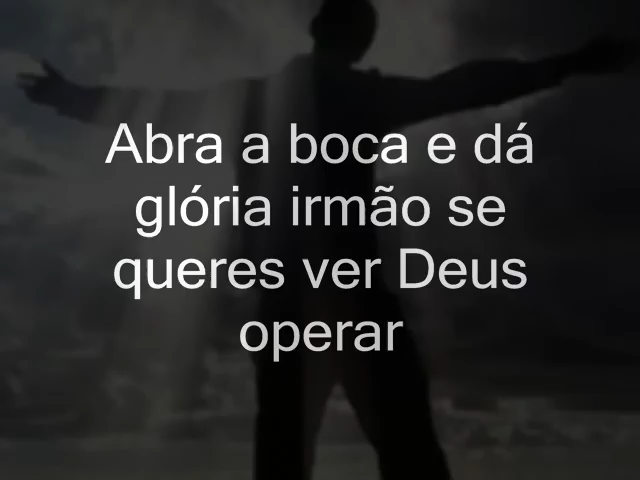 Abra a boca e dá
glória irmão se
queres ver Deus
operar